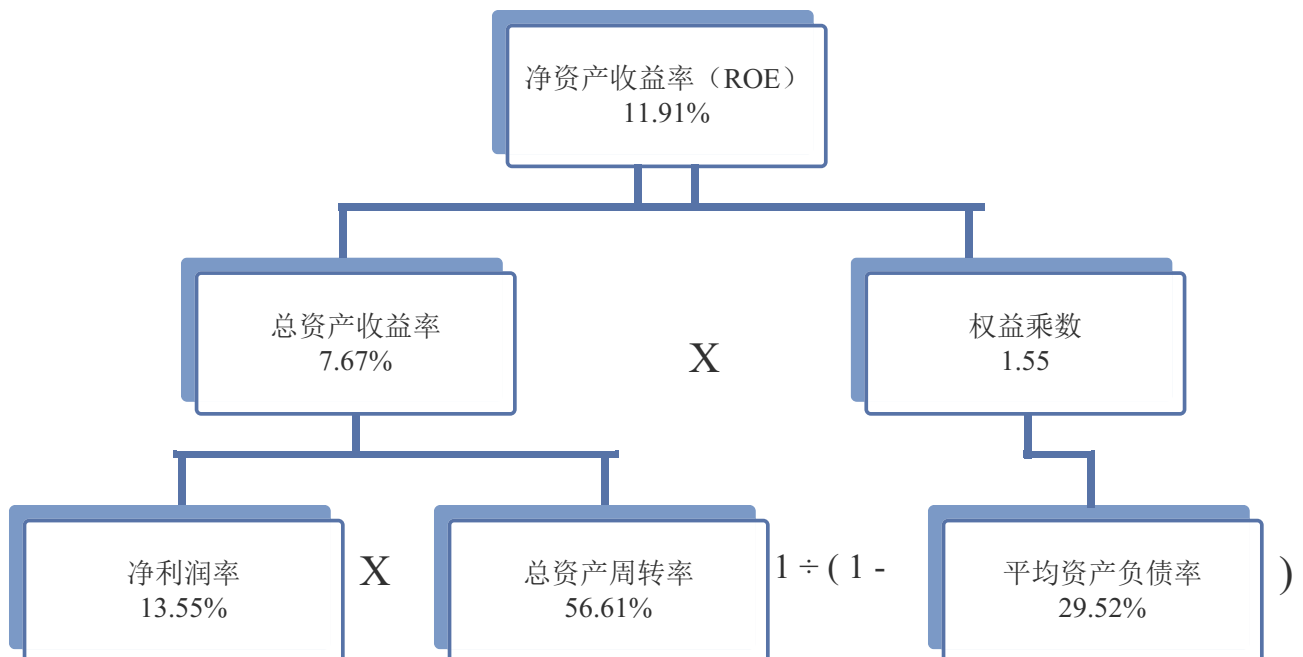 净资产收益率（ROE）
11.91%
总资产收益率
7.67%
X
权益乘数
1.55
净利润率
13.55%
X
总资产周转率
56.61%
1 ÷ ( 1 -
平均资产负债率
29.52%
)